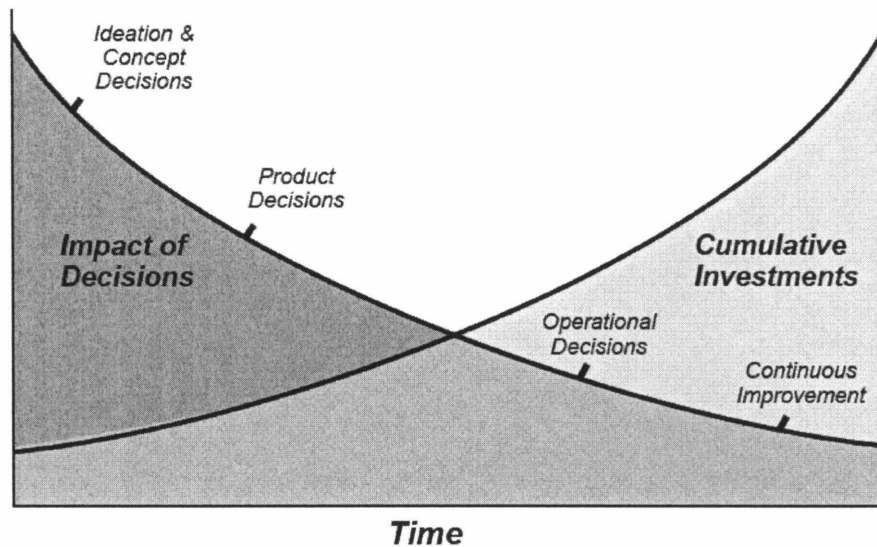 Ideation &
Concept
Decisions
Product
Decisions
Impact of
Decisions
Cumulative
Investments
Operational
Decisions
Continuous
Improvement
Time